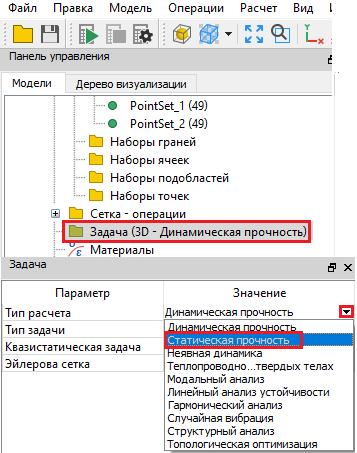 Правка Помощь Модель Операции Расчет Вид
Панель управления
Модели Дерево визуализации
PointSet_1 (49)
PointSet_2 (49)
Наборы граней
Наборы ячеек
Наборы подобластей
Наборы точек
Сетка - операции
Задача (3D - Динамическая прочность)
Материалы
Задача
Параметр Значение
Тип расчета Динамическая прочность
Тип задачи Динамическая прочность
Статическая прочность
Квазистатическая задача Неявная динамика
Эйлерова сетка Теплопроводно...твердых телах
Модальный анализ
Линейный анализ устойчивости
Гармонический анализ
Случайная вибрация
Структурный анализ
Топологическая оптимизация